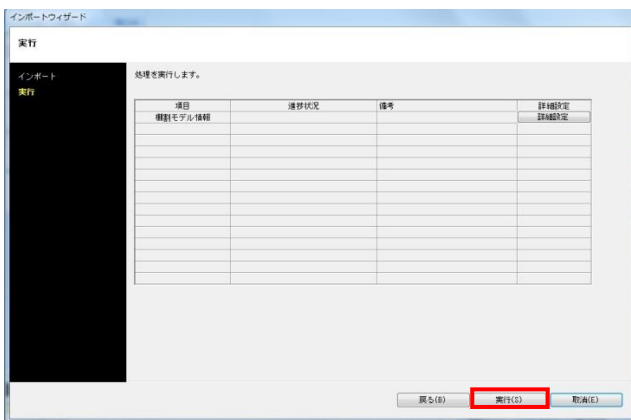 インポートウィザード
実行
インポート
実行
処理を実行します。
項目 進捗状況 備考 詳細設定
棚割モデル情報 詳細設定
戻る(B) 実行(S) 取消(E)